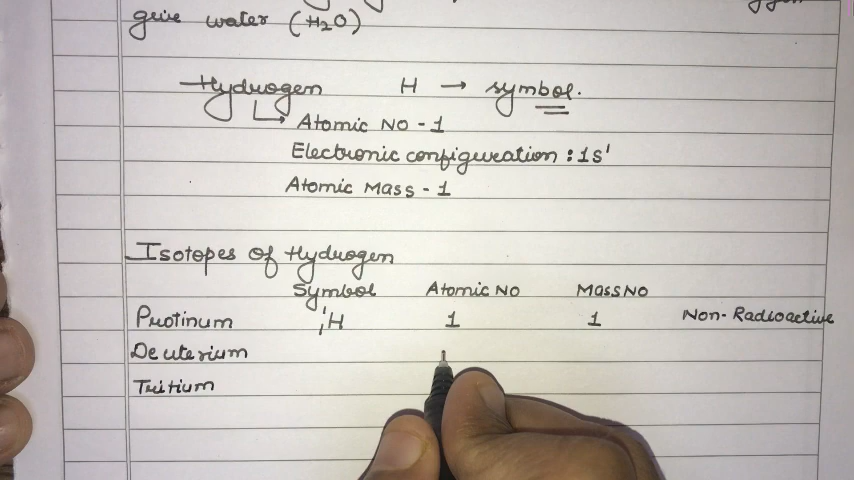 give water (H₂O)
Hydrogen H → symbol.
Atomic NO - 1
Electronic configuration : 1s¹
Atomic Mass - 1
Isotopes of Hydrogen
Symbol Atomic NO Mass NO
Protinum ¹₁H 1 1 Non-Radioactive
Deuterium
Tritium